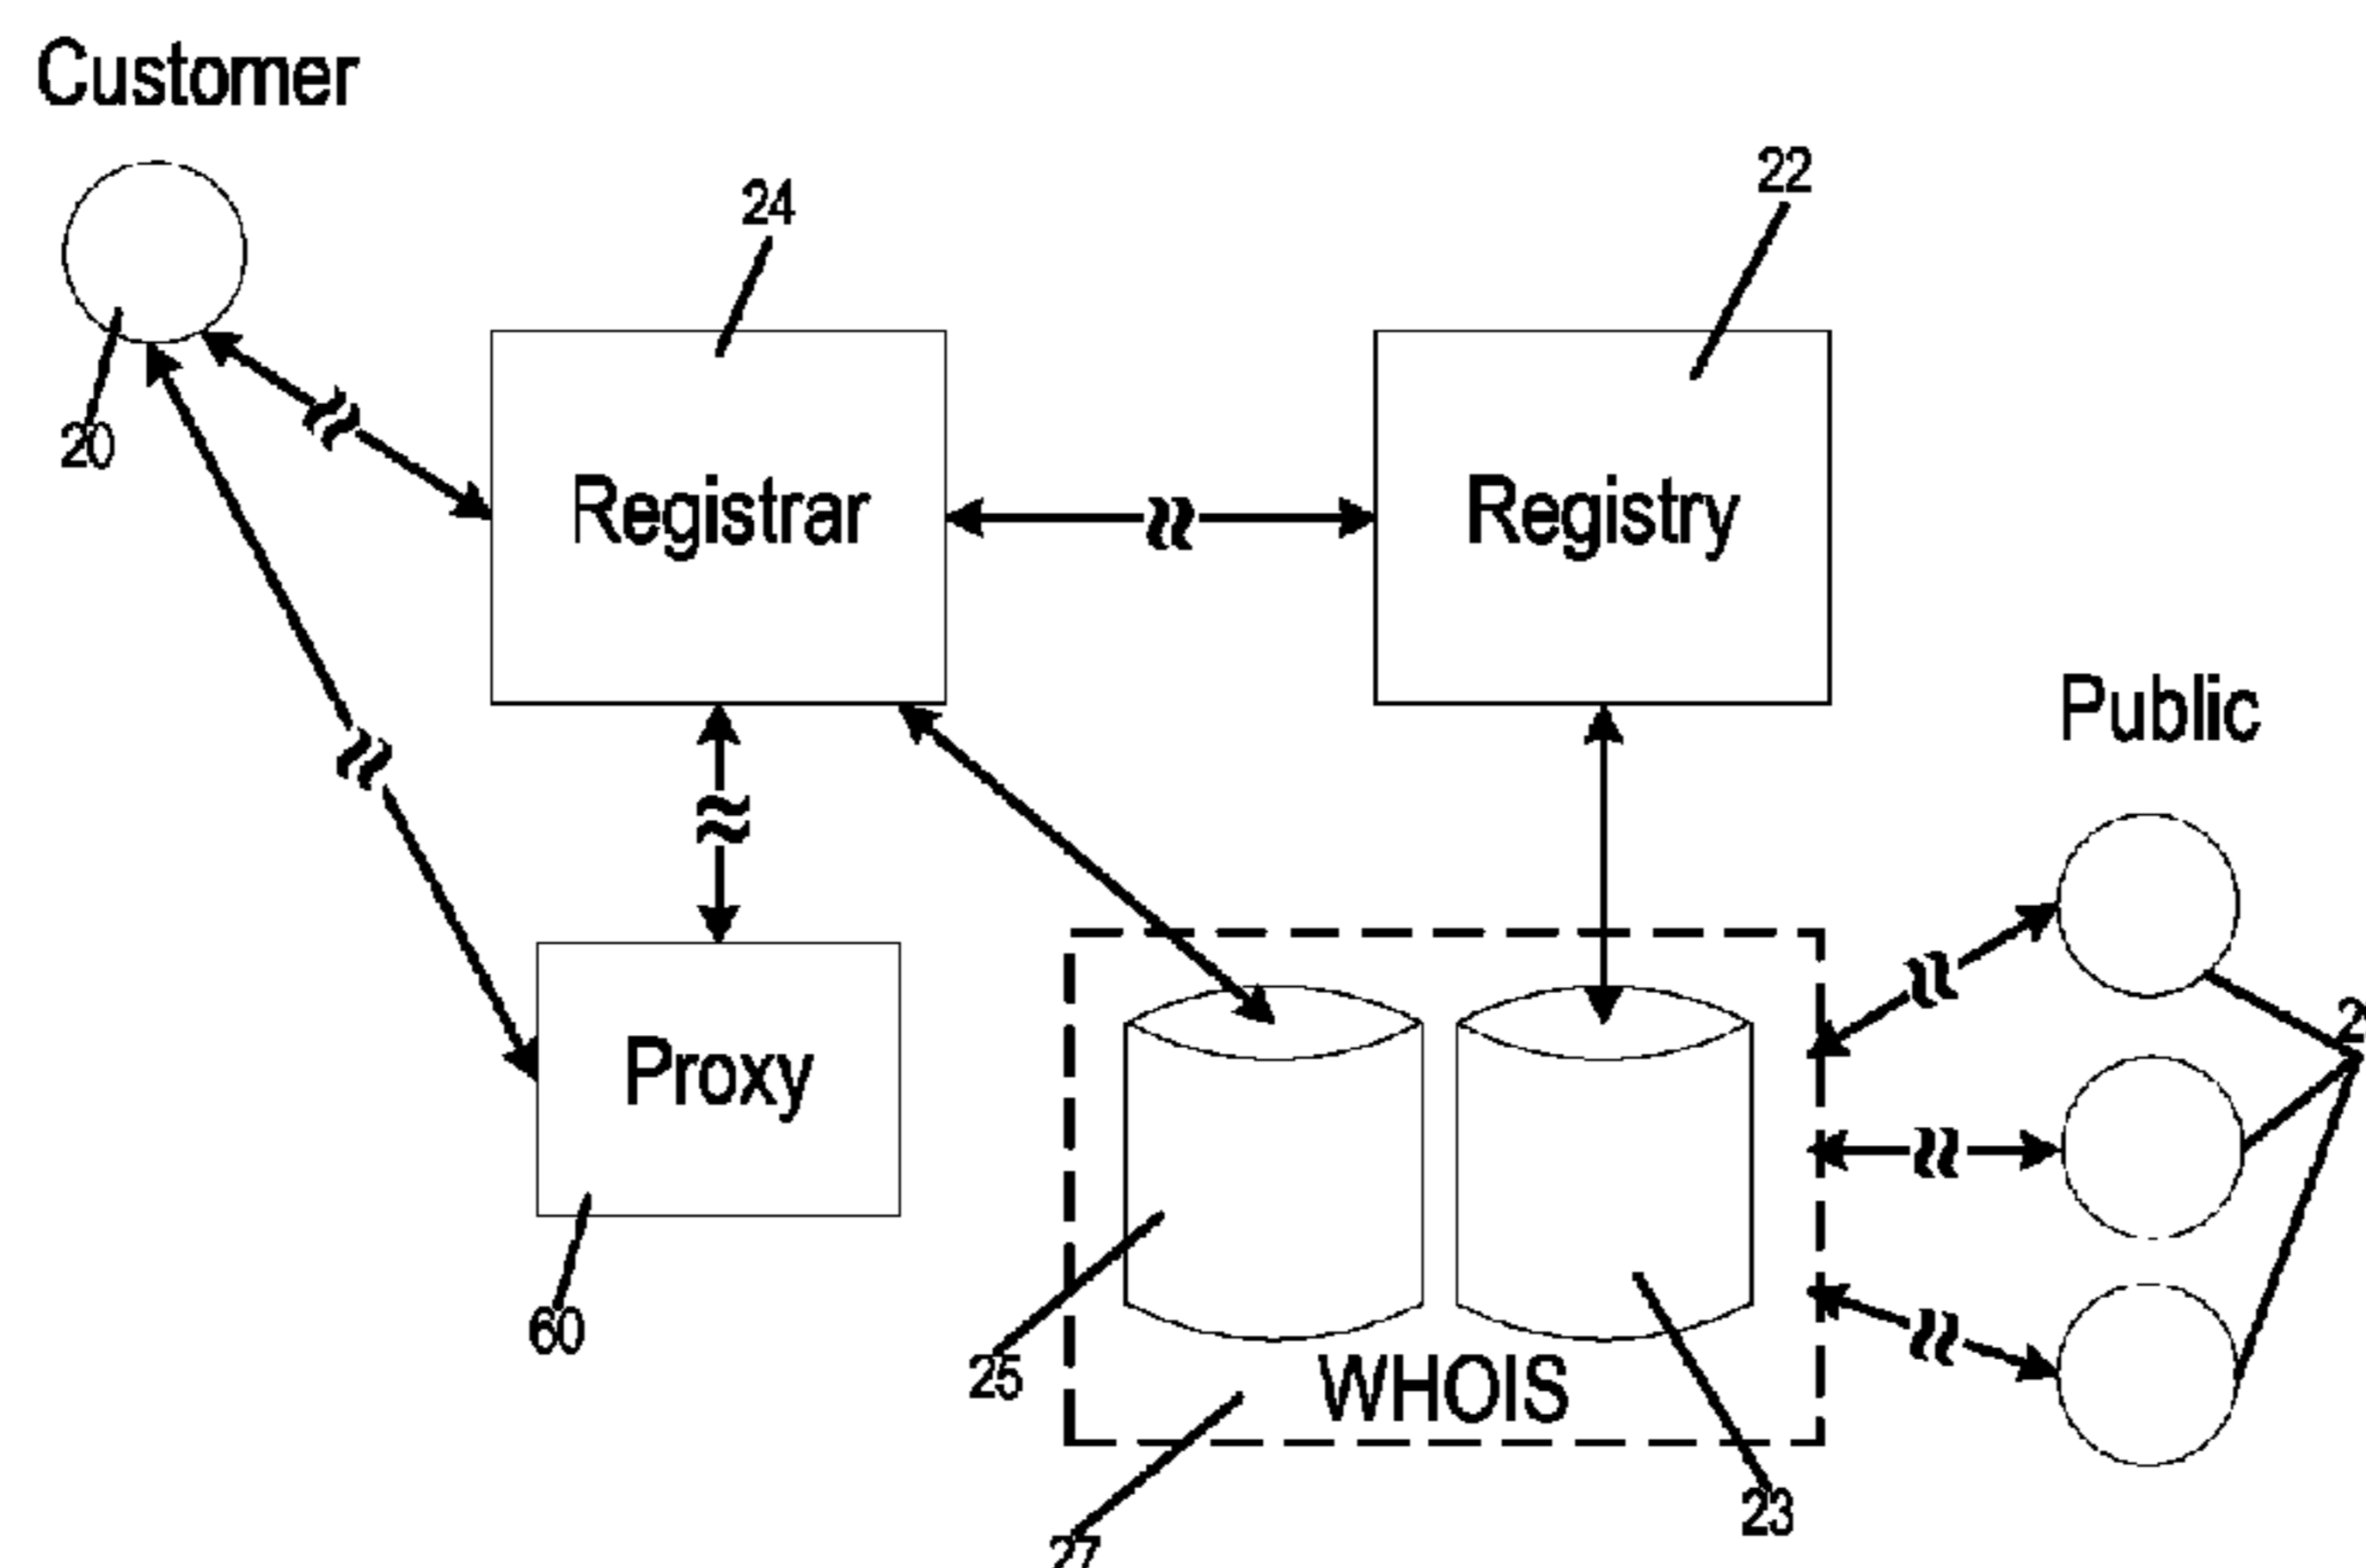 Customer
22
24
20
Registrar
Registry
Public
Proxy
60
25
WHOIS
23
27